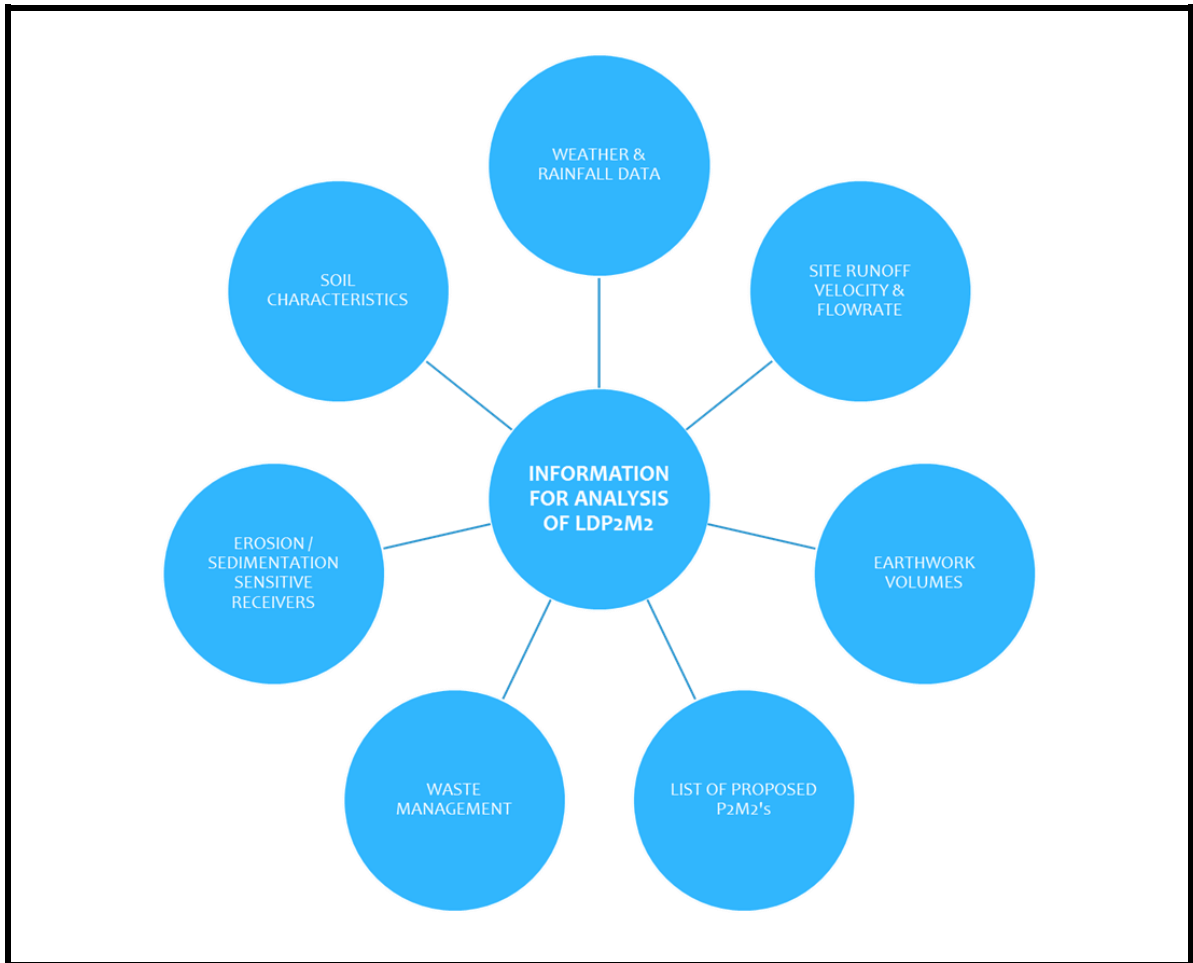 WEATHER &
RAINFALL DATA
SITE RUNOFF
VELOCITY &
FLOWRATE
SOIL
CHARACTERISTICS
INFORMATION
FOR ANALYSIS
OF LDP2M2
EROSION /
SEDIMENTATION
SENSITIVE
RECEIVERS
EARTHWORK
VOLUMES
WASTE
MANAGEMENT
LIST OF PROPOSED
P2M2's